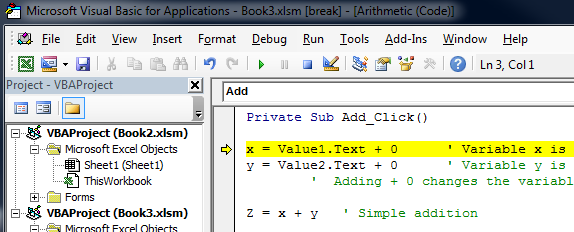 Microsoft Visual Basic for Applications - Book3.xlsm [break] - [Arithmetic (Code)]
File Edit View Insert Format Debug Run Tools Add-Ins Window Help
Ln 3, Col 1
Project - VBAProject
VBAProject (Book2.xlsm)
Microsoft Excel Objects
Sheet1 (Sheet1)
ThisWorkbook
Forms
VBAProject (Book3.xlsm)
Microsoft Excel Objects
Add
Private Sub Add_Click()
x = Value1.Text + 0 ' Variable x is
y = Value2.Text + 0 ' Variable y is
' Adding + 0 changes the variabl
Z = x + y ' Simple addition